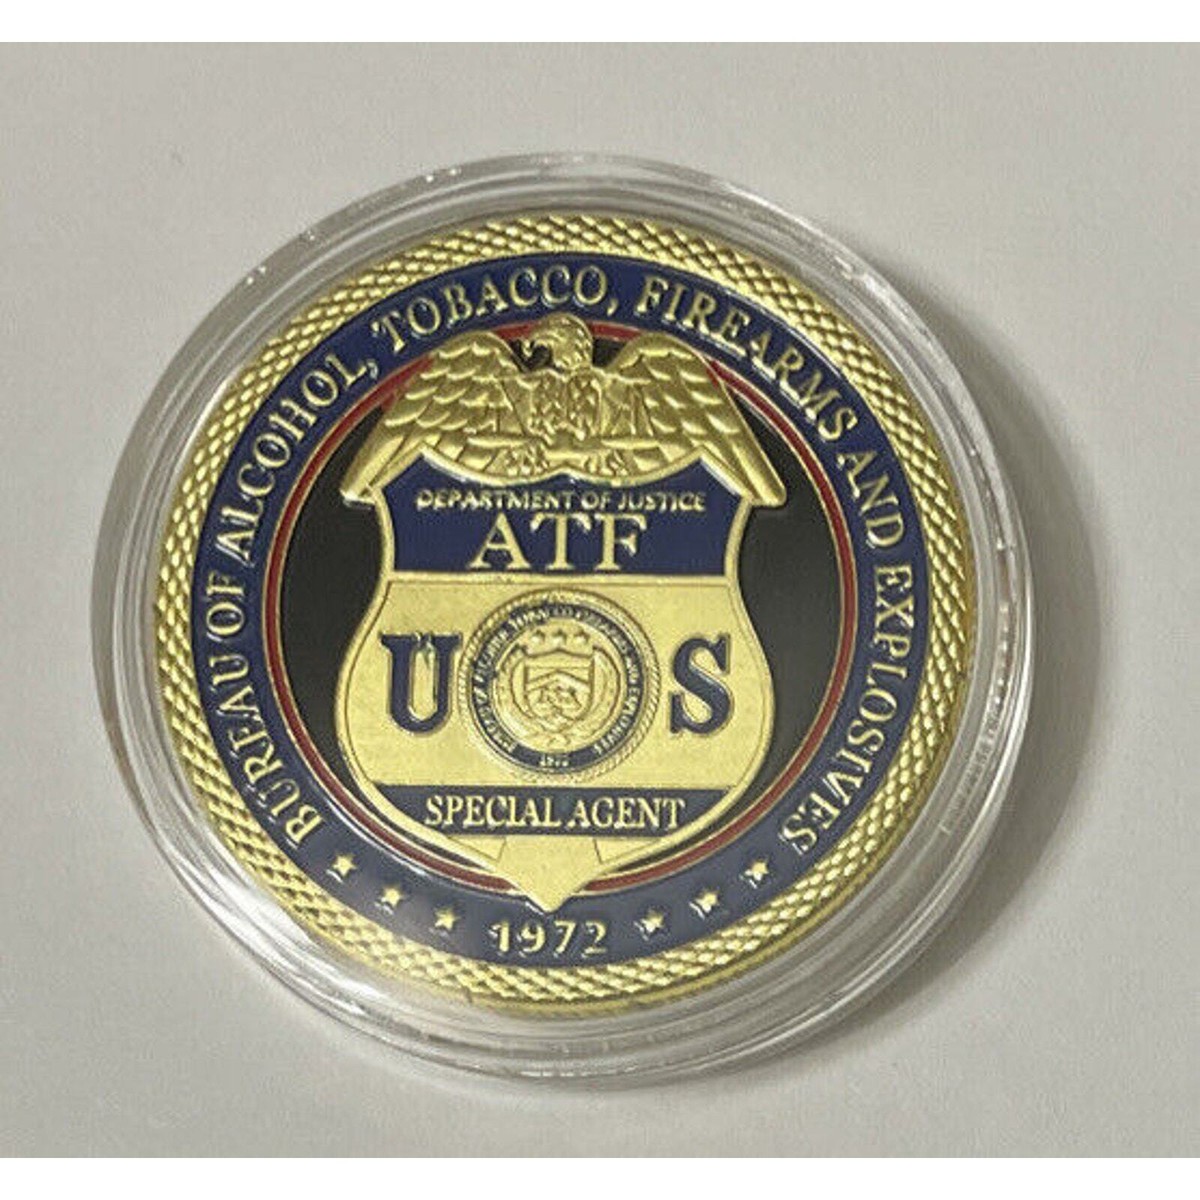 BUREAU OF ALCOHOL, TOBACCO, FIREARMS AND EXPLOSIVES
DEPARTMENT OF JUSTICE
ATF
U S
SPECIAL AGENT
1972